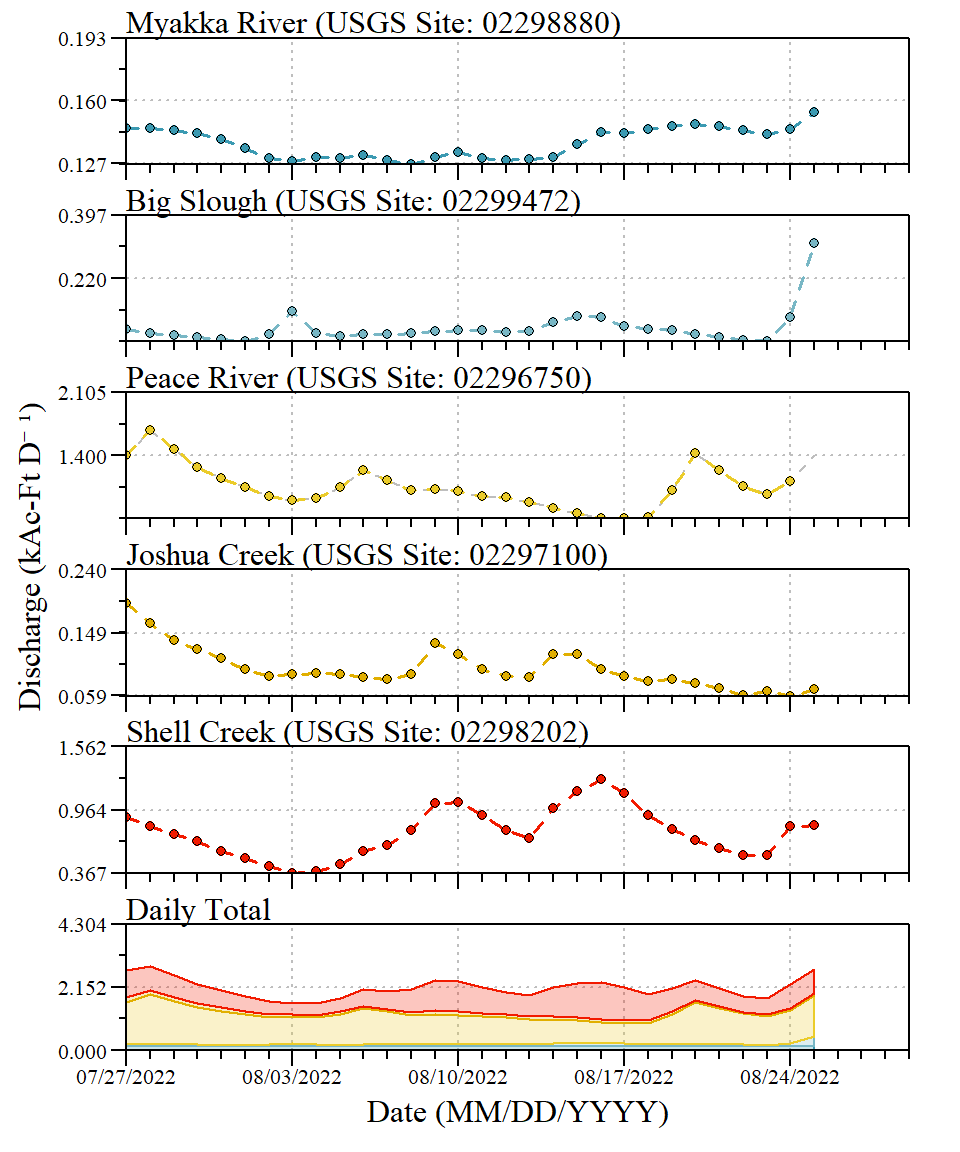 Myakka River (USGS Site: 02298880)
0.193
0.160
0.127
Big Slough (USGS Site: 02299472)
0.397
0.220
Peace River (USGS Site: 02296750)
2.105
1.400
Joshua Creek (USGS Site: 02297100)
0.240
0.149
0.059
Shell Creek (USGS Site: 02298202)
1.562
0.964
0.367
Daily Total
4.304
2.152
0.000
07/27/2022 08/03/2022 08/10/2022 08/17/2022 08/24/2022
Date (MM/DD/YYYY)
Discharge (kAc-Ft D⁻¹)